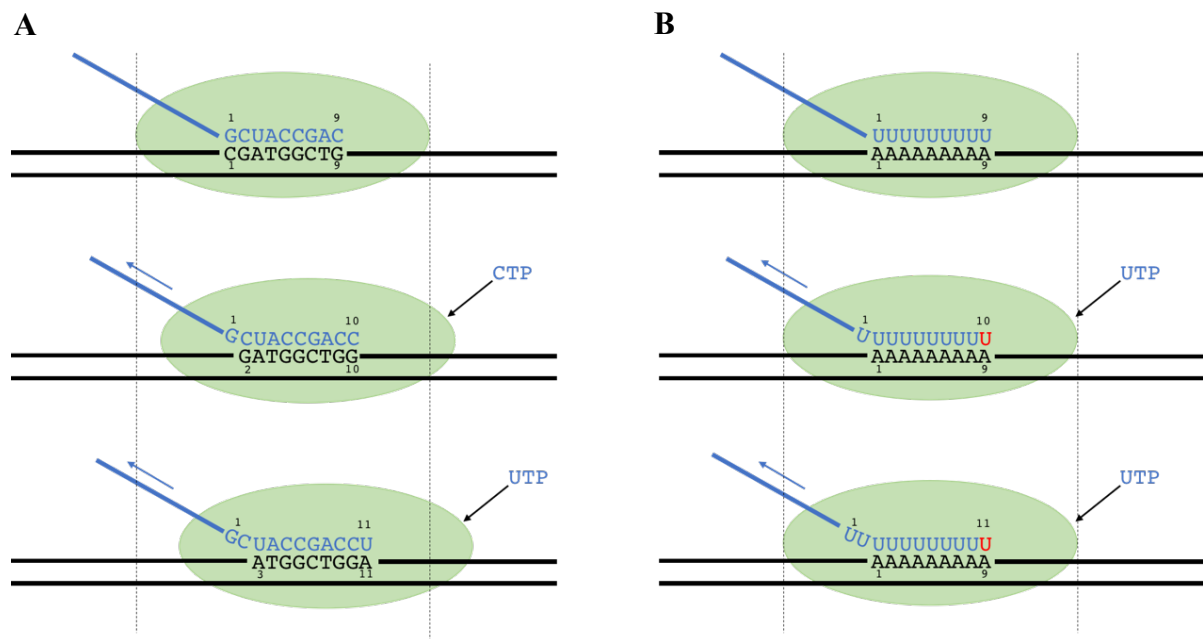 A
1 9
GCUACCGAC
CGATGGCTG
1 9
CTP
1 10
GCUACCGACC
GATGGCTGG
2 10
UTP
1 11
GCUACCGACCU
ATGGCTGGA
3 11
B
1 9
UUUUUUUUU
AAAAAAAAA
1 9
UTP
1 10
UUUUUUUUUU
AAAAAAAAA
1 9
UTP
1 11
UUUUUUUUUUU
AAAAAAAAA
1 9